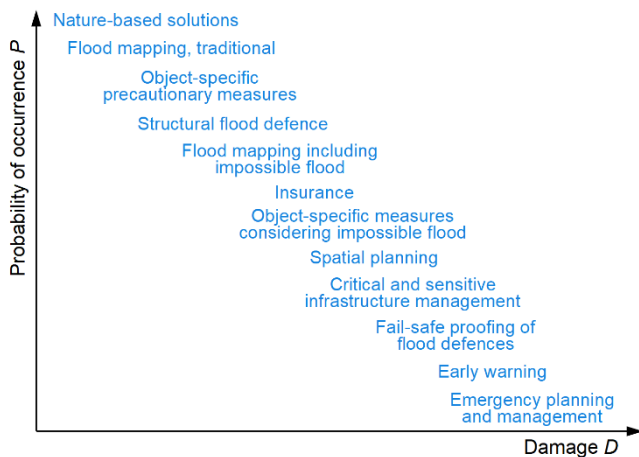 Nature-based solutions
Flood mapping, traditional
Object-specific
precautionary measures
Structural flood defence
Flood mapping including
impossible flood
Insurance
Object-specific measures
considering impossible flood
Spatial planning
Critical and sensitive
infrastructure management
Fail-safe proofing of
flood defences
Early warning
Emergency planning
and management
Probability of occurrence P
Damage D